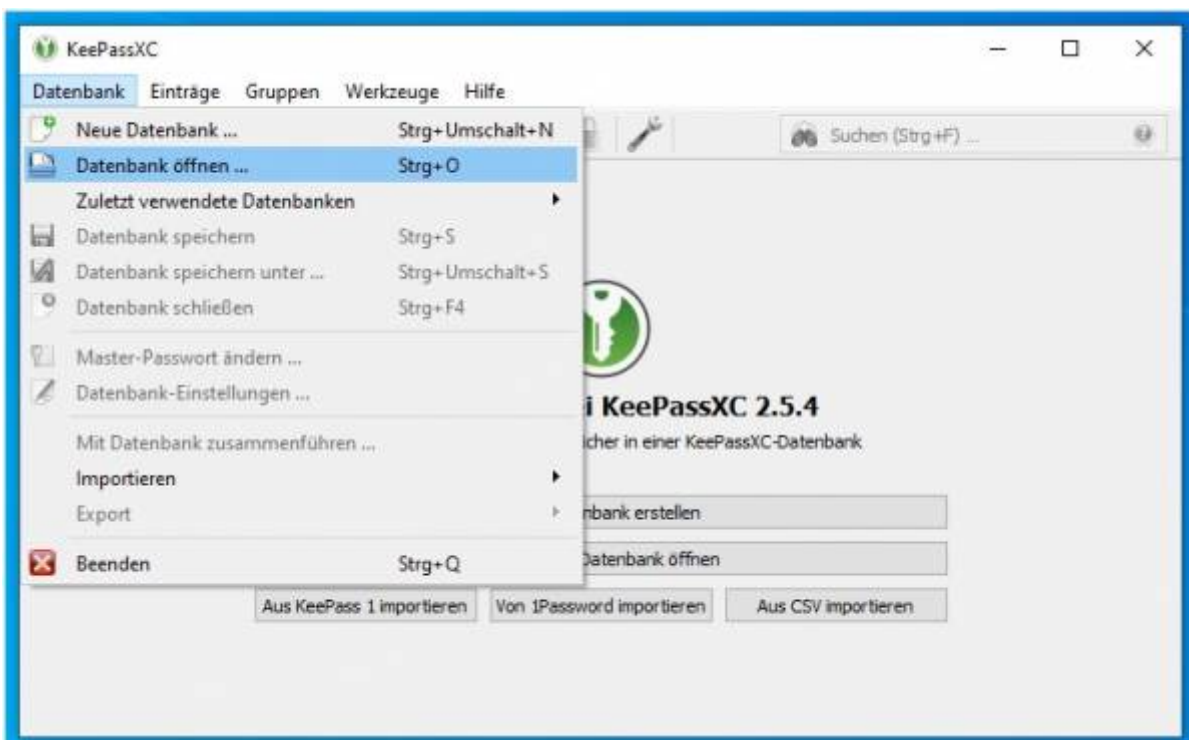 KeePassXC
Datenbank Einträge Gruppen Werkzeuge Hilfe
Neue Datenbank ... Strg+Umschalt+N
Suchen (Strg+F) ...
Datenbank öffnen ... Strg+O
Zuletzt verwendete Datenbanken
Datenbank speichern Strg+S
Datenbank speichern unter ... Strg+Umschalt+S
Datenbank schließen Strg+F4
Master-Passwort ändern ...
Datenbank-Einstellungen ...
i KeePassXC 2.5.4
Mit Datenbank zusammenführen ...
icher in einer KeePassXC-Datenbank
Importieren
Export
nbank erstellen
Beenden Strg+Q
Datenbank öffnen
Aus KeePass 1 importieren Von 1Password importieren Aus CSV importieren